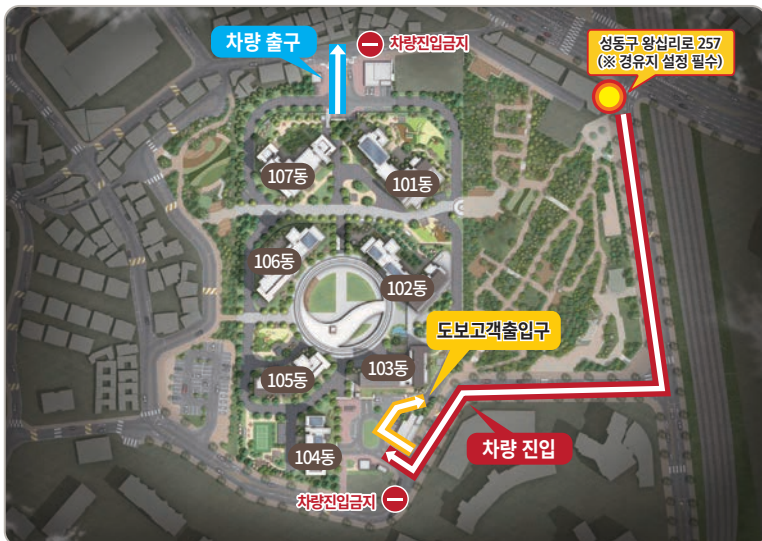 차량 출구
차량진입금지
성동구 왕십리로 257
(※ 경유지 설정 필수)
107동
101동
106동
102동
도보고객출입구
103동
105동
차량 진입
104동
차량진입금지